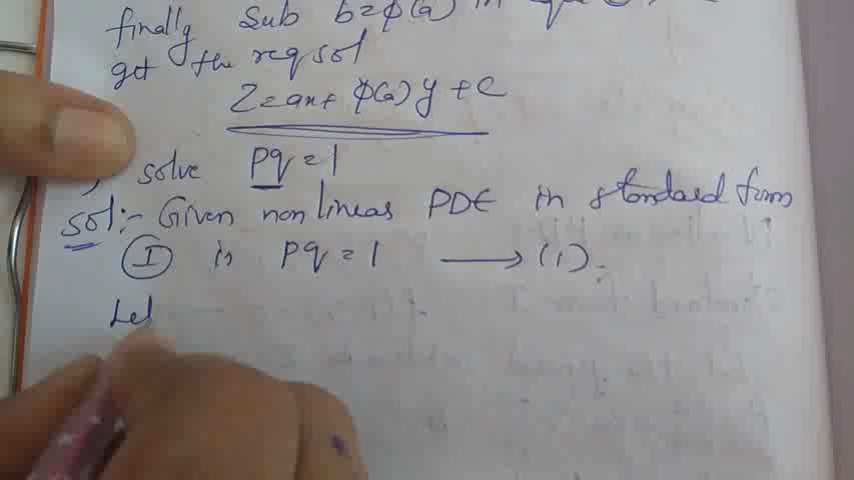 finally sub b=φ(a) in
get the req sol
Z=ax+ φ(a)y+c
, solve pq=1
sol:- Given non linear PDE in standard form
I is pq=1 → (1).
Let